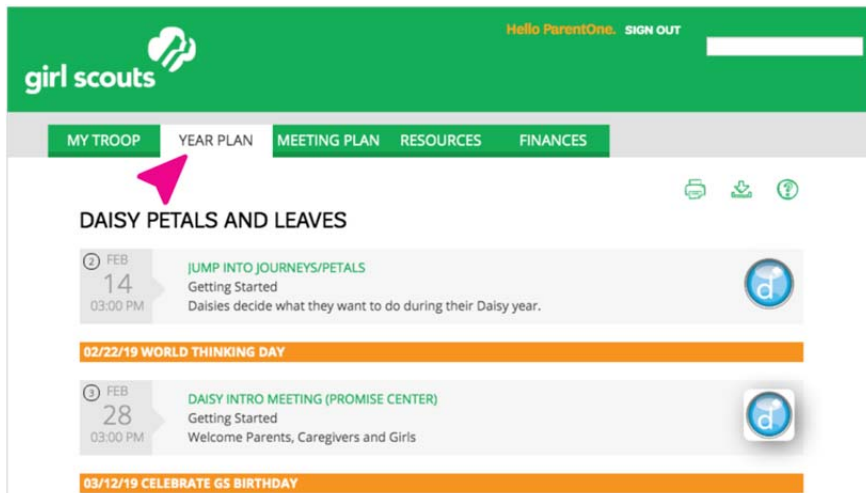 Hello ParentOne. SIGN OUT
girl scouts
MY TROOP YEAR PLAN MEETING PLAN RESOURCES FINANCES
DAISY PETALS AND LEAVES
2 FEB
14
03:00 PM
JUMP INTO JOURNEYS/PETALS
Getting Started
Daisies decide what they want to do during their Daisy year.
d
02/22/19 WORLD THINKING DAY
3 FEB
28
03:00 PM
DAISY INTRO MEETING (PROMISE CENTER)
Getting Started
Welcome Parents, Caregivers and Girls
d
03/12/19 CELEBRATE GS BIRTHDAY